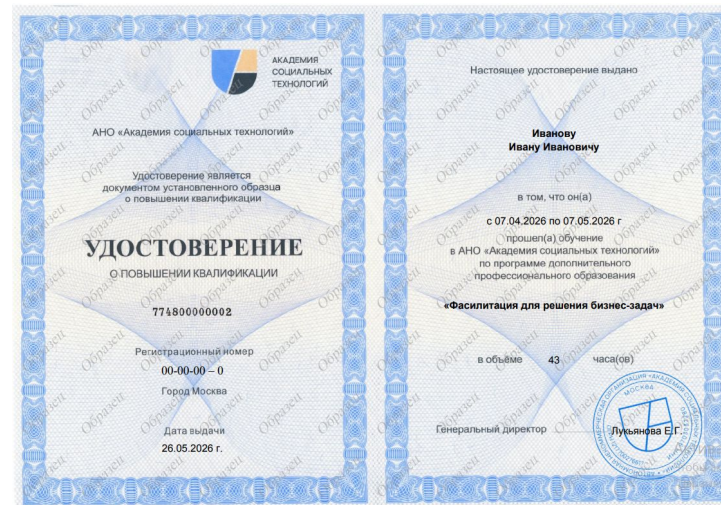 АКАДЕМИЯ
СОЦИАЛЬНЫХ
ТЕХНОЛОГИЙ
АНО «Академия социальных технологий»
Удостоверение является
документом установленного образца
о повышении квалификации
УДОСТОВЕРЕНИЕ
О ПОВЫШЕНИИ КВАЛИФИКАЦИИ
774800000002
Регистрационный номер
00-00-00 – 0
Город Москва
Дата выдачи
26.05.2026 г.
Настоящее удостоверение выдано
Иванову
Ивану Ивановичу
в том, что он(а)
с 07.04.2026 по 07.05.2026 г
прошел(а) обучение
в АНО «Академия социальных технологий»
по программе дополнительного
профессионального образования
«Фасилитация для решения бизнес-задач»
в объёме 43 часа(ов)
Генеральный директор Лукьянова Е.Г.
МОСКВА
Образец